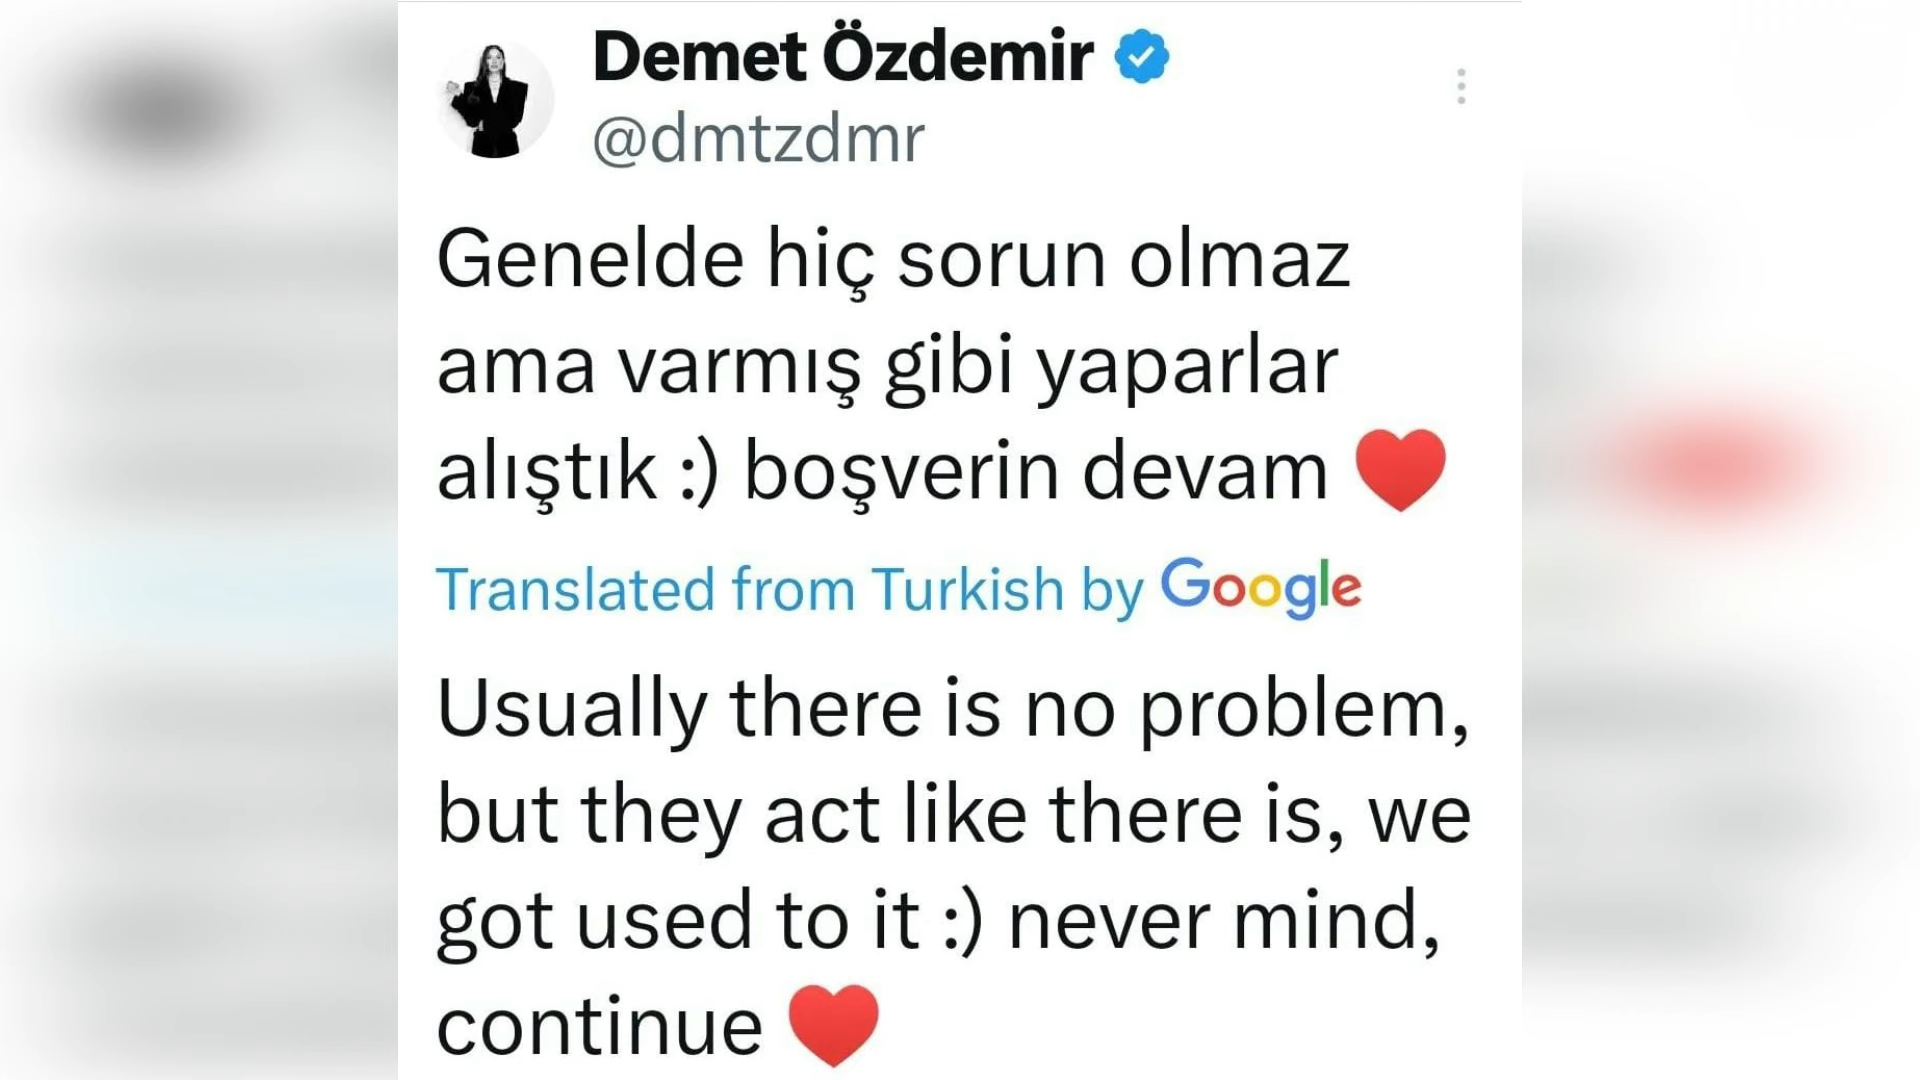 Demet Özdemir
@dmtzdmr
Genelde hiç sorun olmaz
ama varmış gibi yaparlar
alıştık :) boşverin devam ❤️
Translated from Turkish by Google
Usually there is no problem,
but they act like there is, we
got used to it :) never mind,
continue ❤️